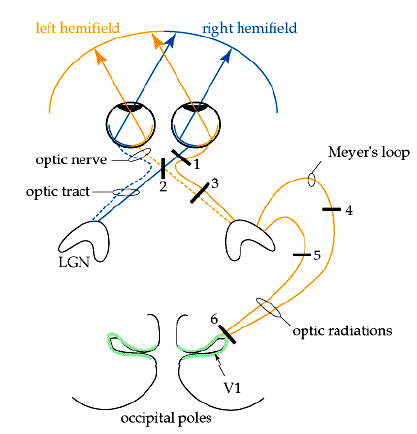 left hemifield
right hemifield
optic nerve
1
Meyer's loop
2
3
optic tract
4
5
LGN
6
optic radiations
V1
occipital poles